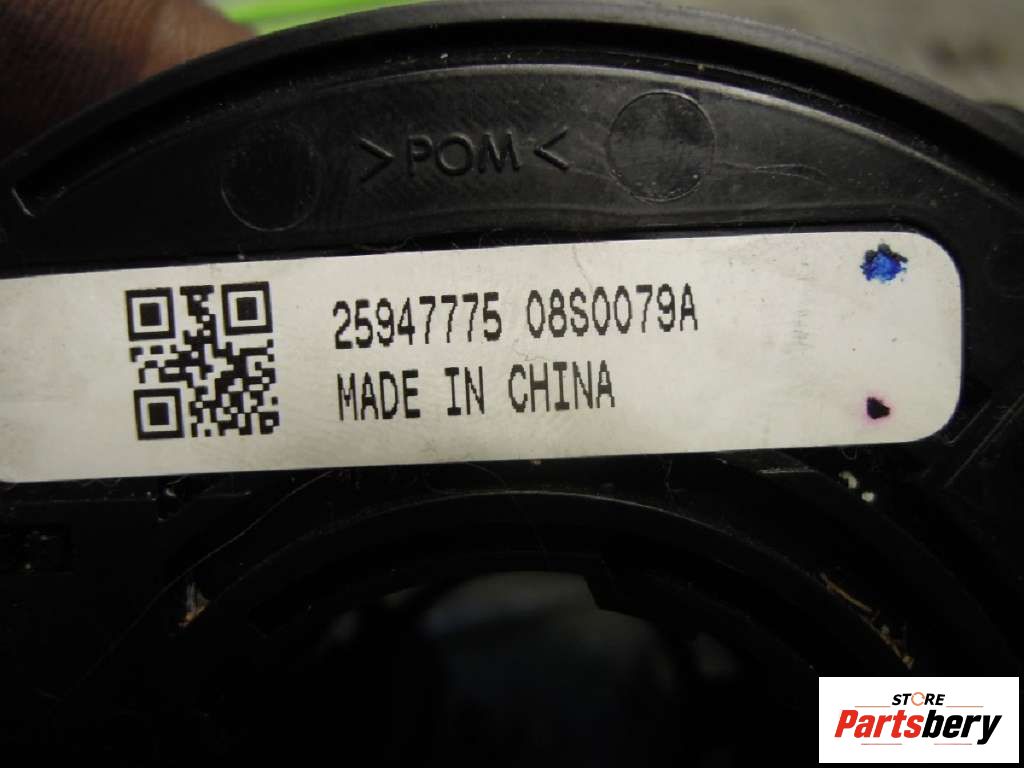 >POM<
25947775 08S0079A
MADE IN CHINA
STORE
Partsbery